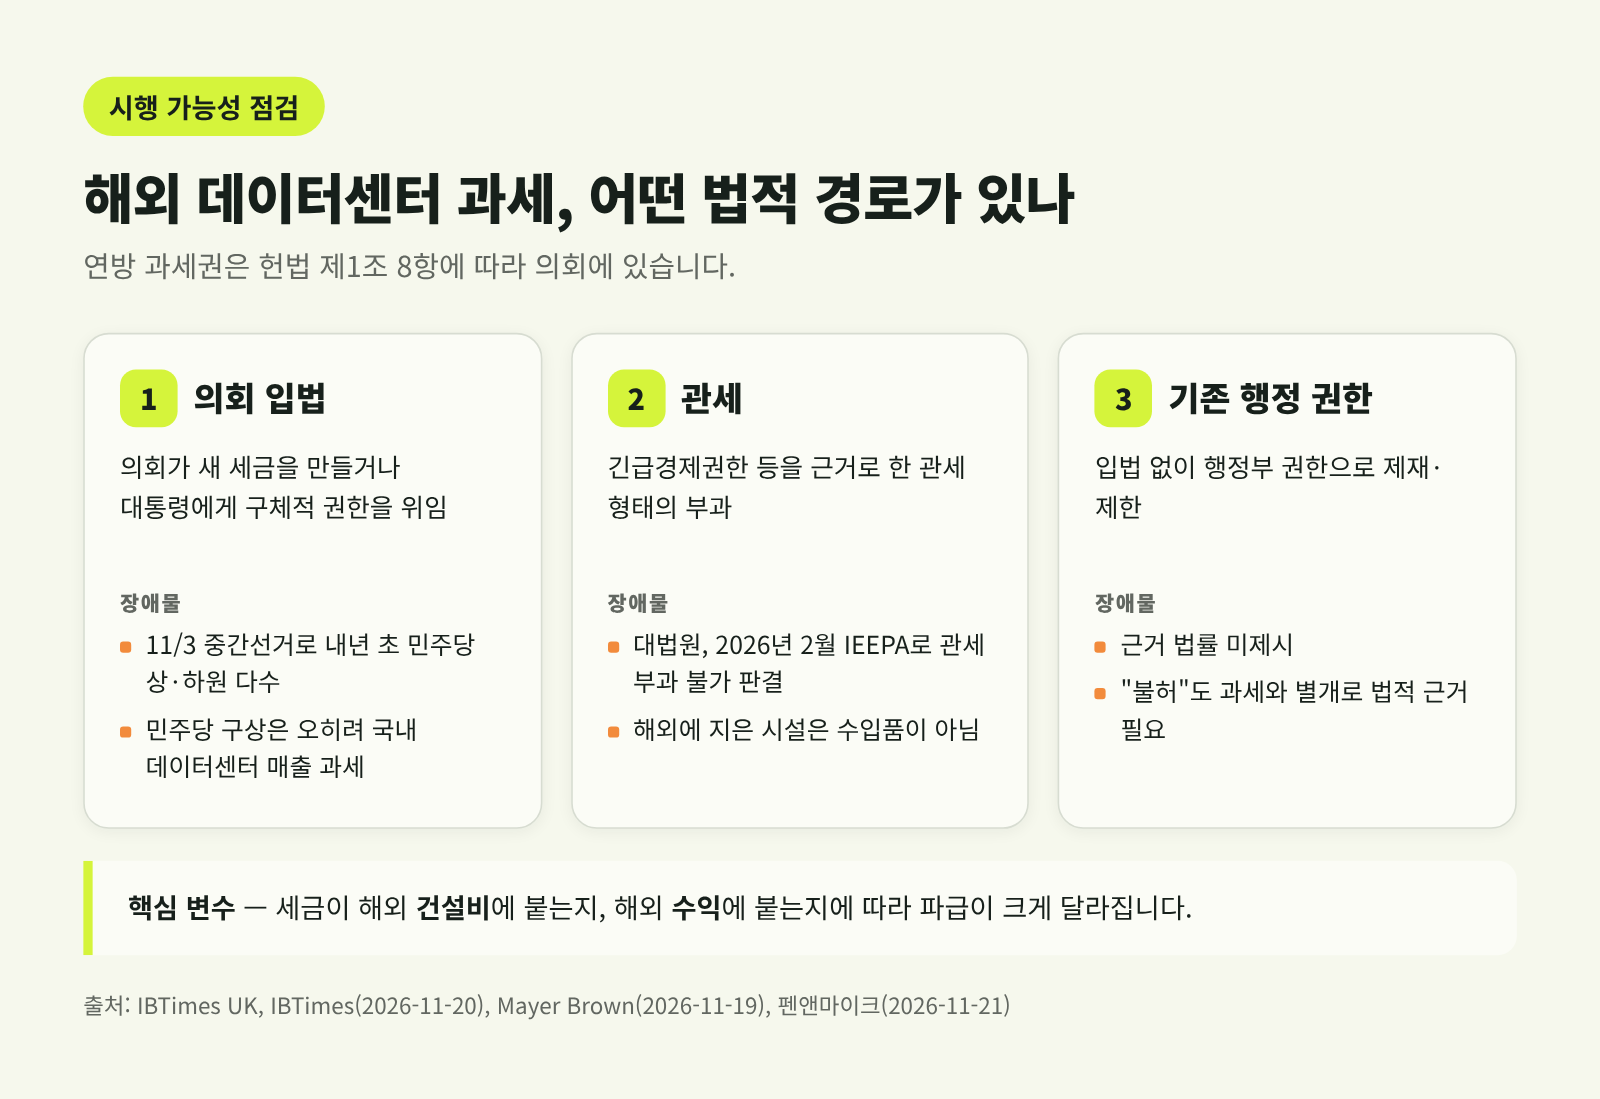 시행 가능성 점검
해외 데이터센터 과세, 어떤 법적 경로가 있나
연방 과세권은 헌법 제1조 8항에 따라 의회에 있습니다.
1 의회 입법
의회가 새 세금을 만들거나
대통령에게 구체적 권한을 위임
장애물
11/3 중간선거로 내년 초 민주당
상·하원 다수
민주당 구상은 오히려 국내
데이터센터 매출 과세
2 관세
긴급경제권한 등을 근거로 한 관세
형태의 부과
장애물
대법원, 2026년 2월 IEEPA로 관세
부과 불가 판결
해외에 지은 시설은 수입품이 아님
3 기존 행정 권한
입법 없이 행정부 권한으로 제재·
제한
장애물
근거 법률 미제시
"불허"도 과세와 별개로 법적 근거
필요
핵심 변수 — 세금이 해외 건설비에 붙는지, 해외 수익에 붙는지에 따라 파급이 크게 달라집니다.
출처: IBTimes UK, IBTimes(2026-11-20), Mayer Brown(2026-11-19), 펜앤마이크(2026-11-21)